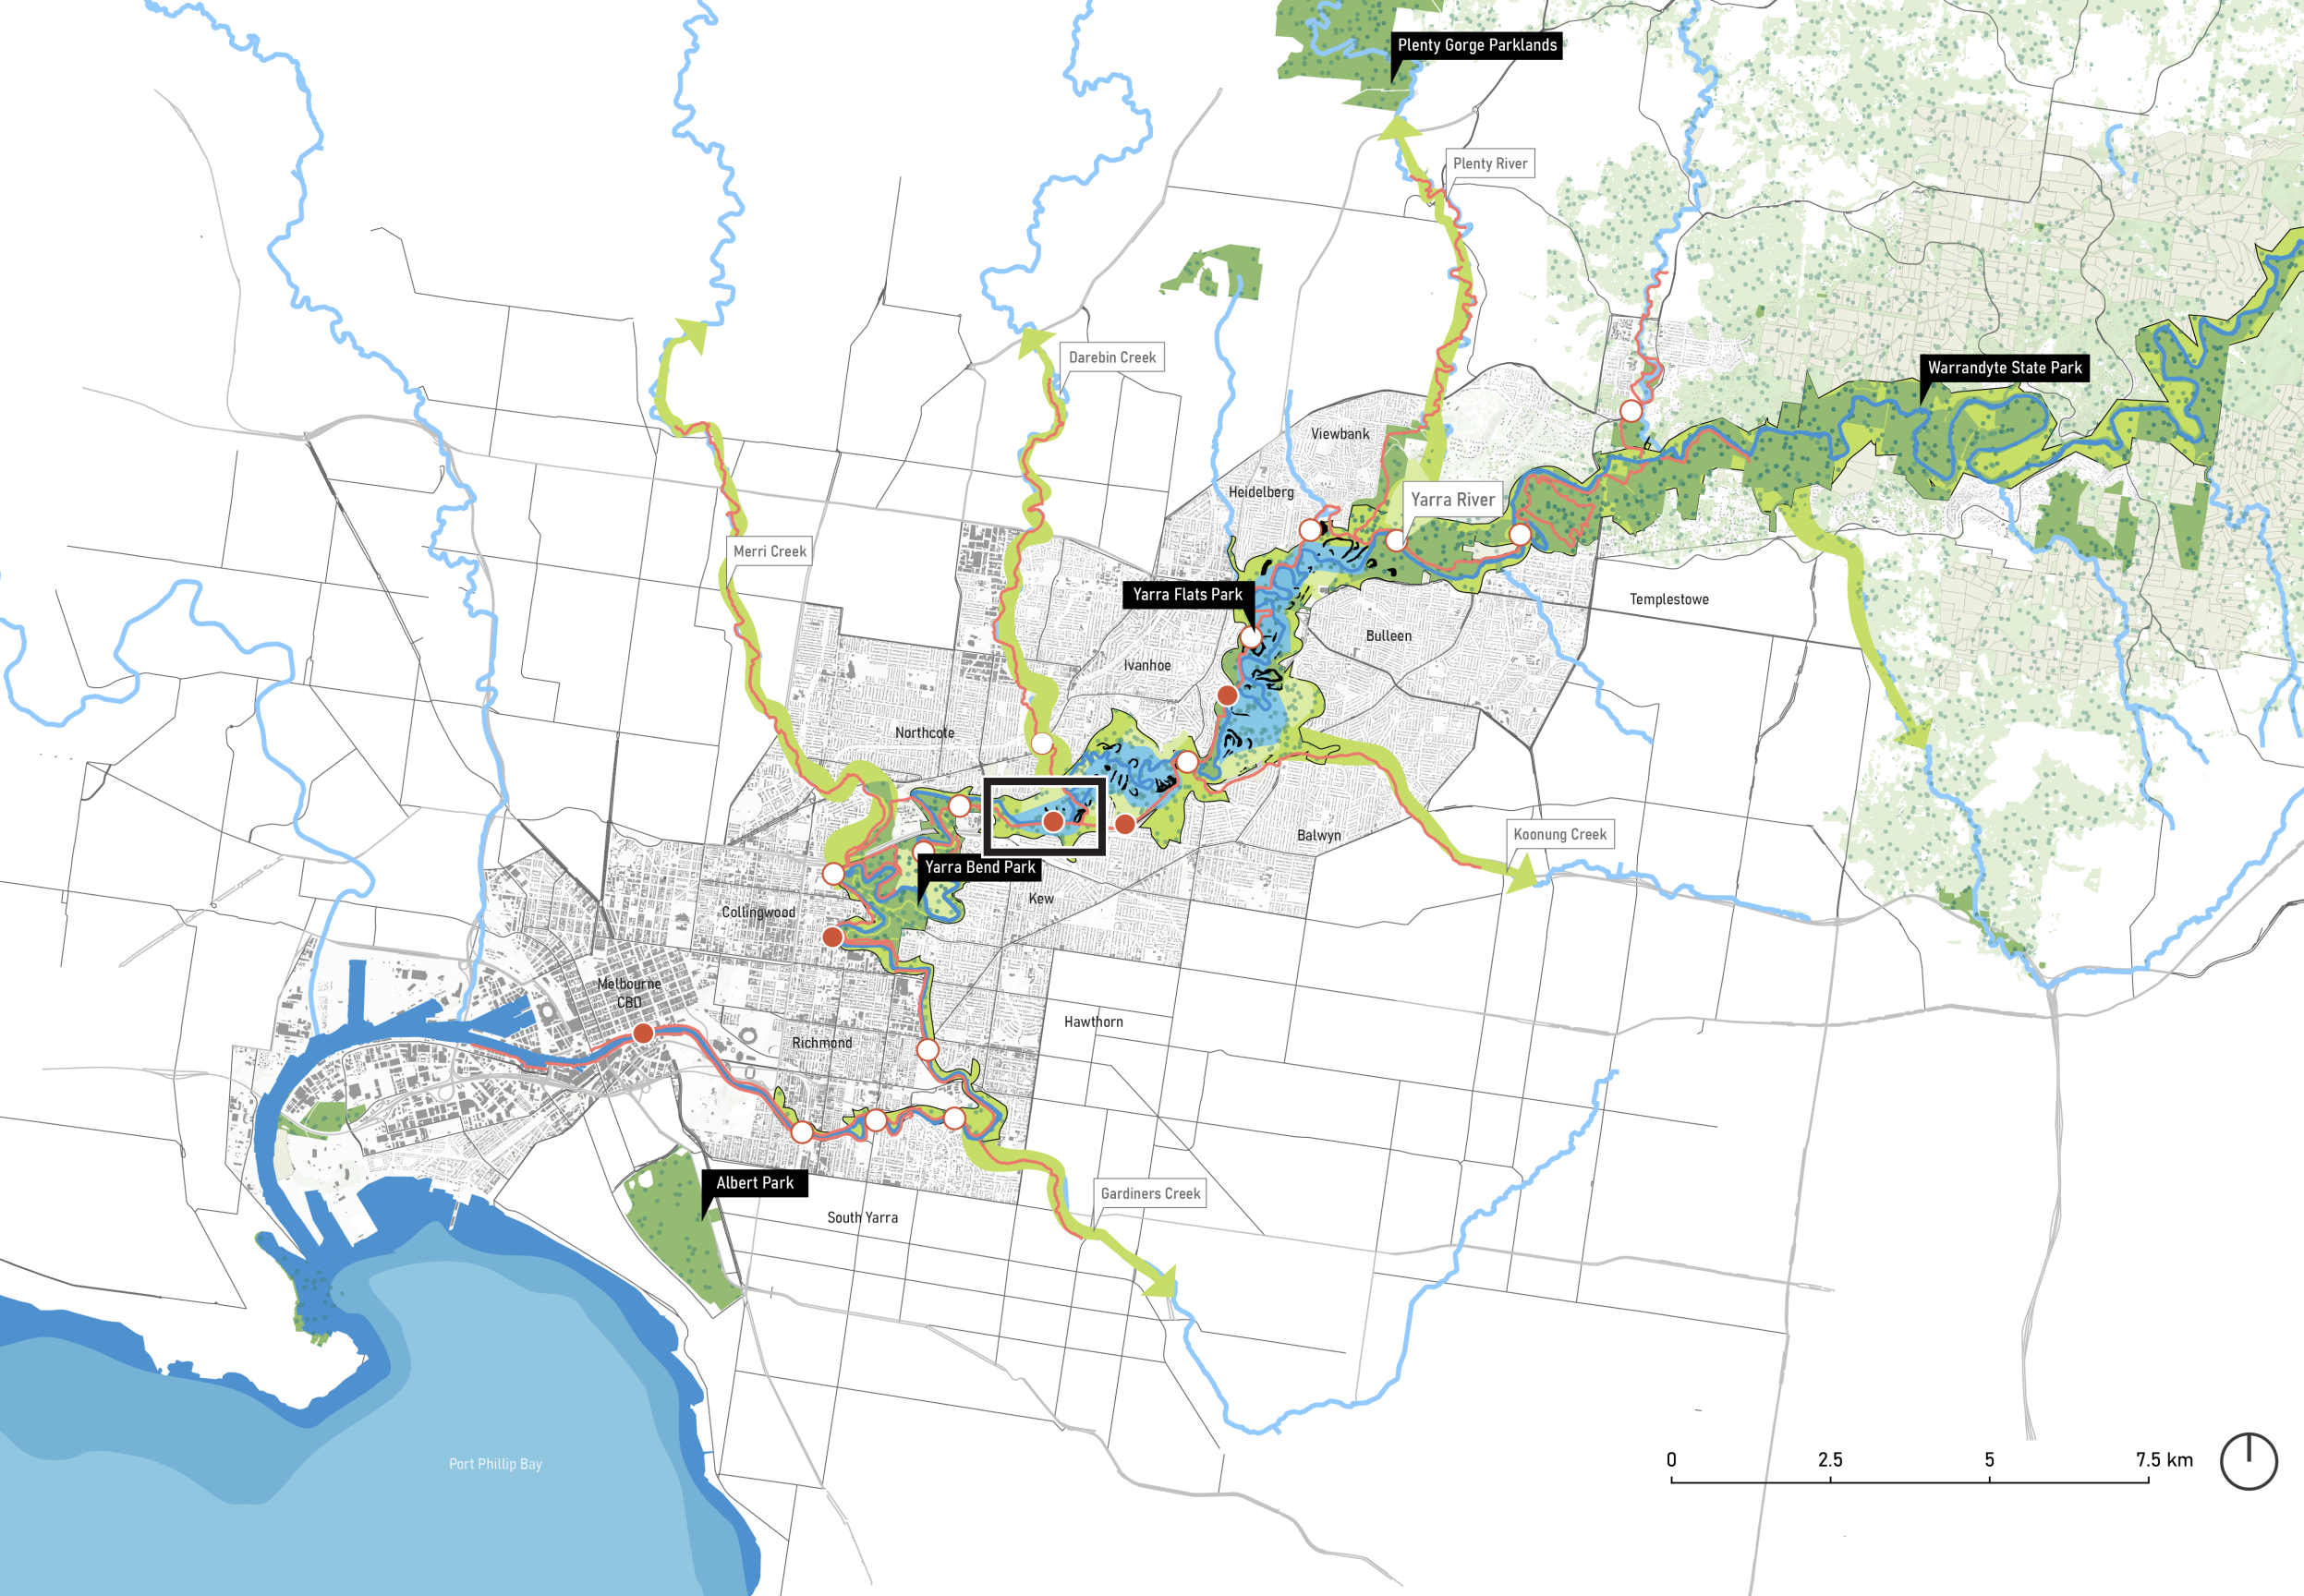 Plenty Gorge Parklands
Plenty River
Darebin Creek
Warrandyte State Park
Viewbank
Heidelberg
Yarra River
Merri Creek
Yarra Flats Park
Templestowe
Bulleen
Ivanhoe
Northcote
Balwyn
Koonung Creek
Yarra Bend Park
Kew
Collingwood
Melbourne
CBD
Hawthorn
Richmond
Albert Park
Gardiners Creek
South Yarra
Port Phillip Bay
0 2.5 5 7.5 km